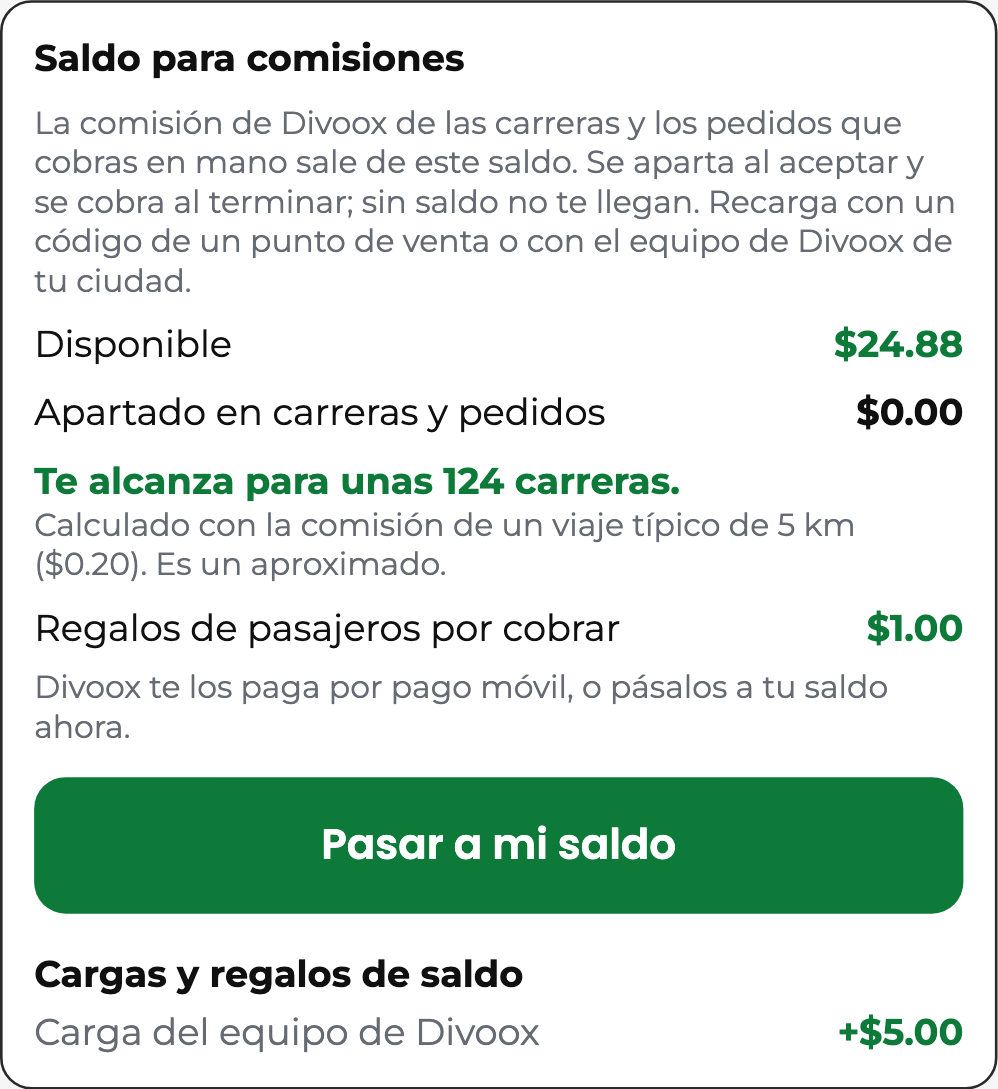 Saldo para comisiones
La comisión de Divoox de las carreras y los pedidos que
cobras en mano sale de este saldo. Se aparta al aceptar y
se cobra al terminar; sin saldo no te llegan. Recarga con un
código de un punto de venta o con el equipo de Divoox de
tu ciudad.
Disponible $24.88
Apartado en carreras y pedidos $0.00
Te alcanza para unas 124 carreras.
Calculado con la comisión de un viaje típico de 5 km
($0.20). Es un aproximado.
Regalos de pasajeros por cobrar $1.00
Divoox te los paga por pago móvil, o pásalos a tu saldo
ahora.
Pasar a mi saldo
Cargas y regalos de saldo
Carga del equipo de Divoox +$5.00